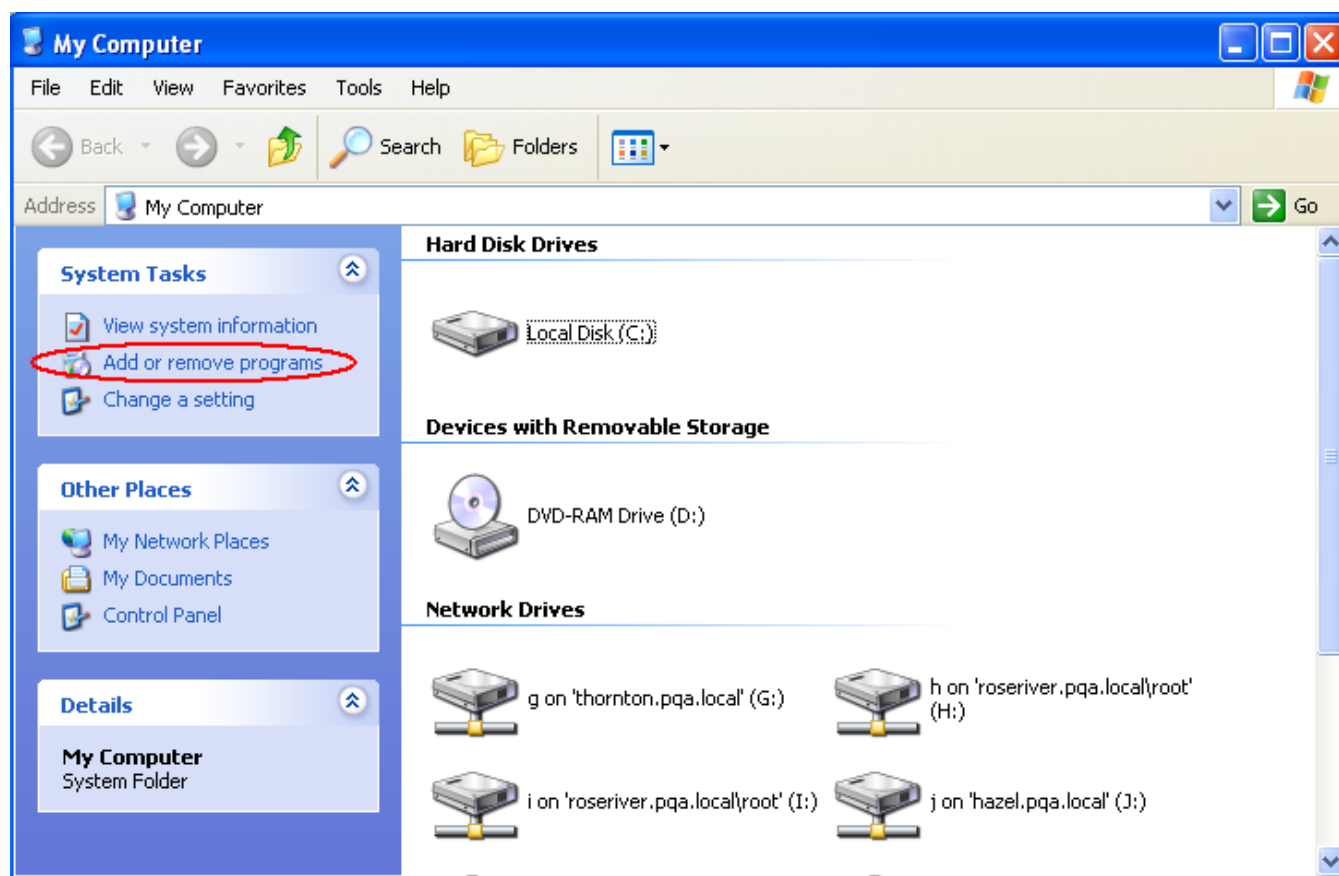 My Computer
File Edit View Favorites Tools Help
Back Search Folders
Address My Computer Go
System Tasks
View system information
Add or remove programs
Change a setting
Other Places
My Network Places
My Documents
Control Panel
Details
My Computer
System Folder
Hard Disk Drives
Local Disk (C:)
Devices with Removable Storage
DVD-RAM Drive (D:)
Network Drives
g on 'thornton.pqa.local' (G:)
h on 'roseriver.pqa.local\root'
(H:)
i on 'roseriver.pqa.local\root' (I:)
j on 'hazel.pqa.local' (J:)